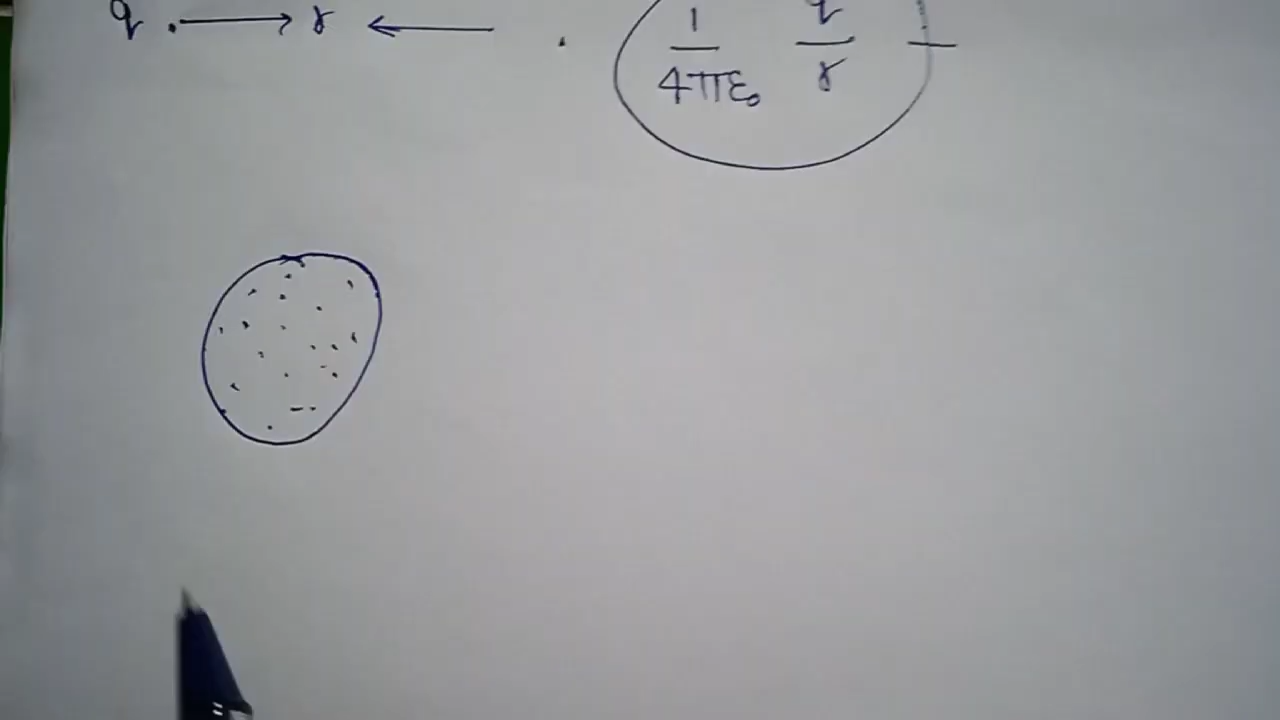 q . → r ← . 1/4πε₀ q/r